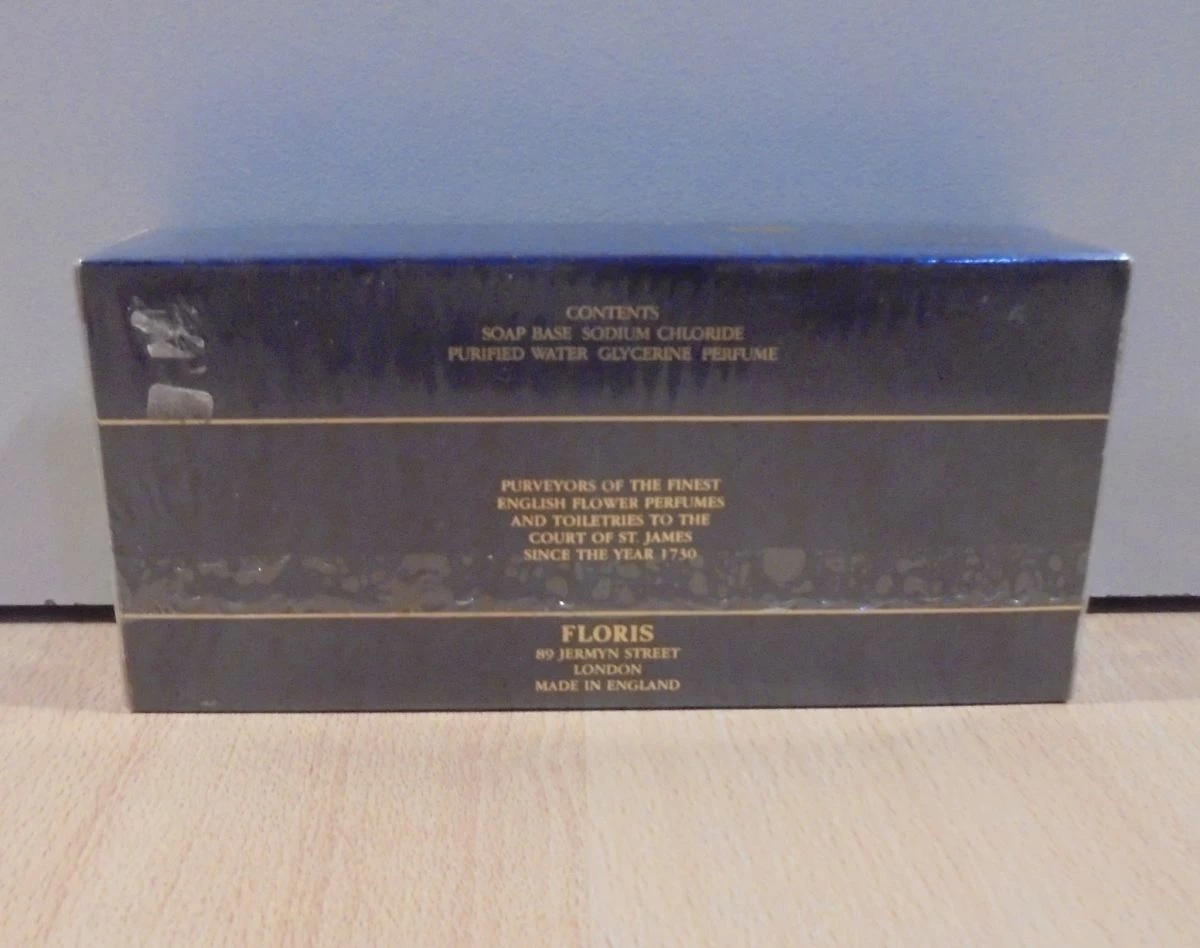 CONTENTS
SOAP BASE SODIUM CHLORIDE
PURIFIED WATER GLYCERINE PERFUME
PURVEYORS OF THE FINEST
ENGLISH FLOWER PERFUMES
AND TOILETRIES TO THE
COURT OF ST. JAMES
SINCE THE YEAR 1730
FLORIS
89 JERMYN STREET
LONDON
MADE IN ENGLAND